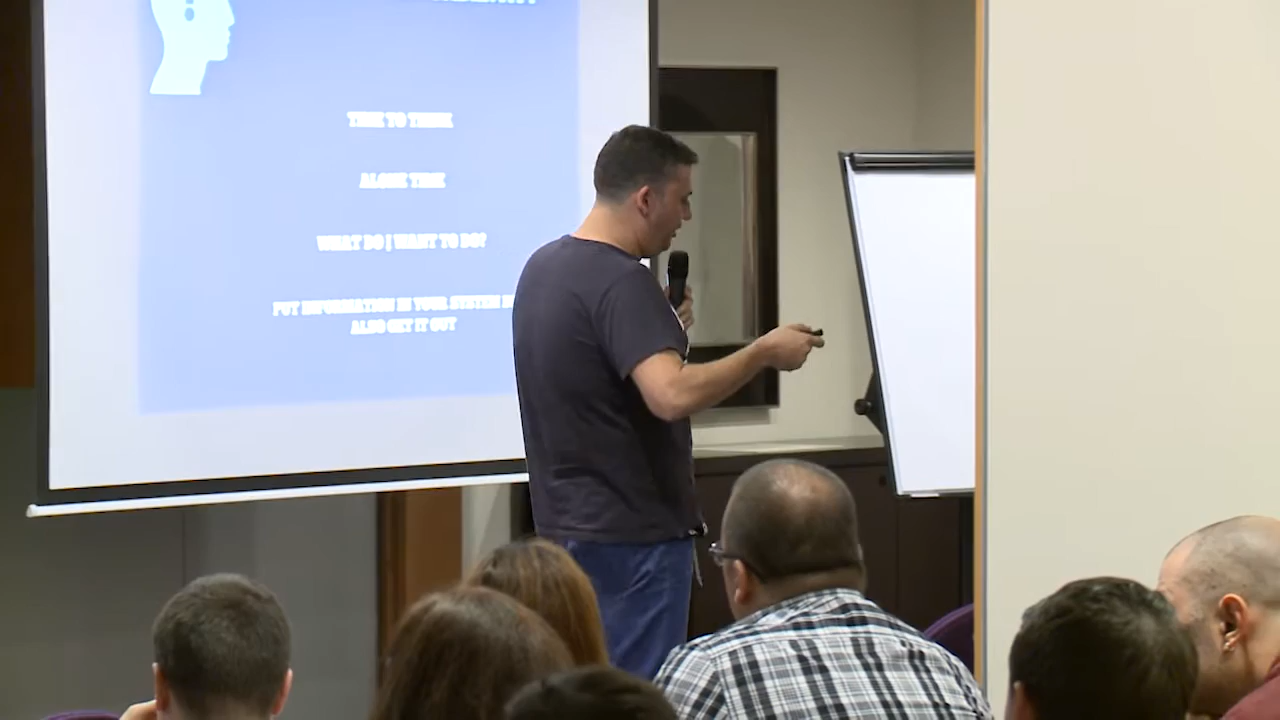 TIME TO THINK
ALONE TIME
WHAT DO I WANT TO DO?
PUT INFORMATION IN YOUR SYSTEM
ALSO GET IT OUT